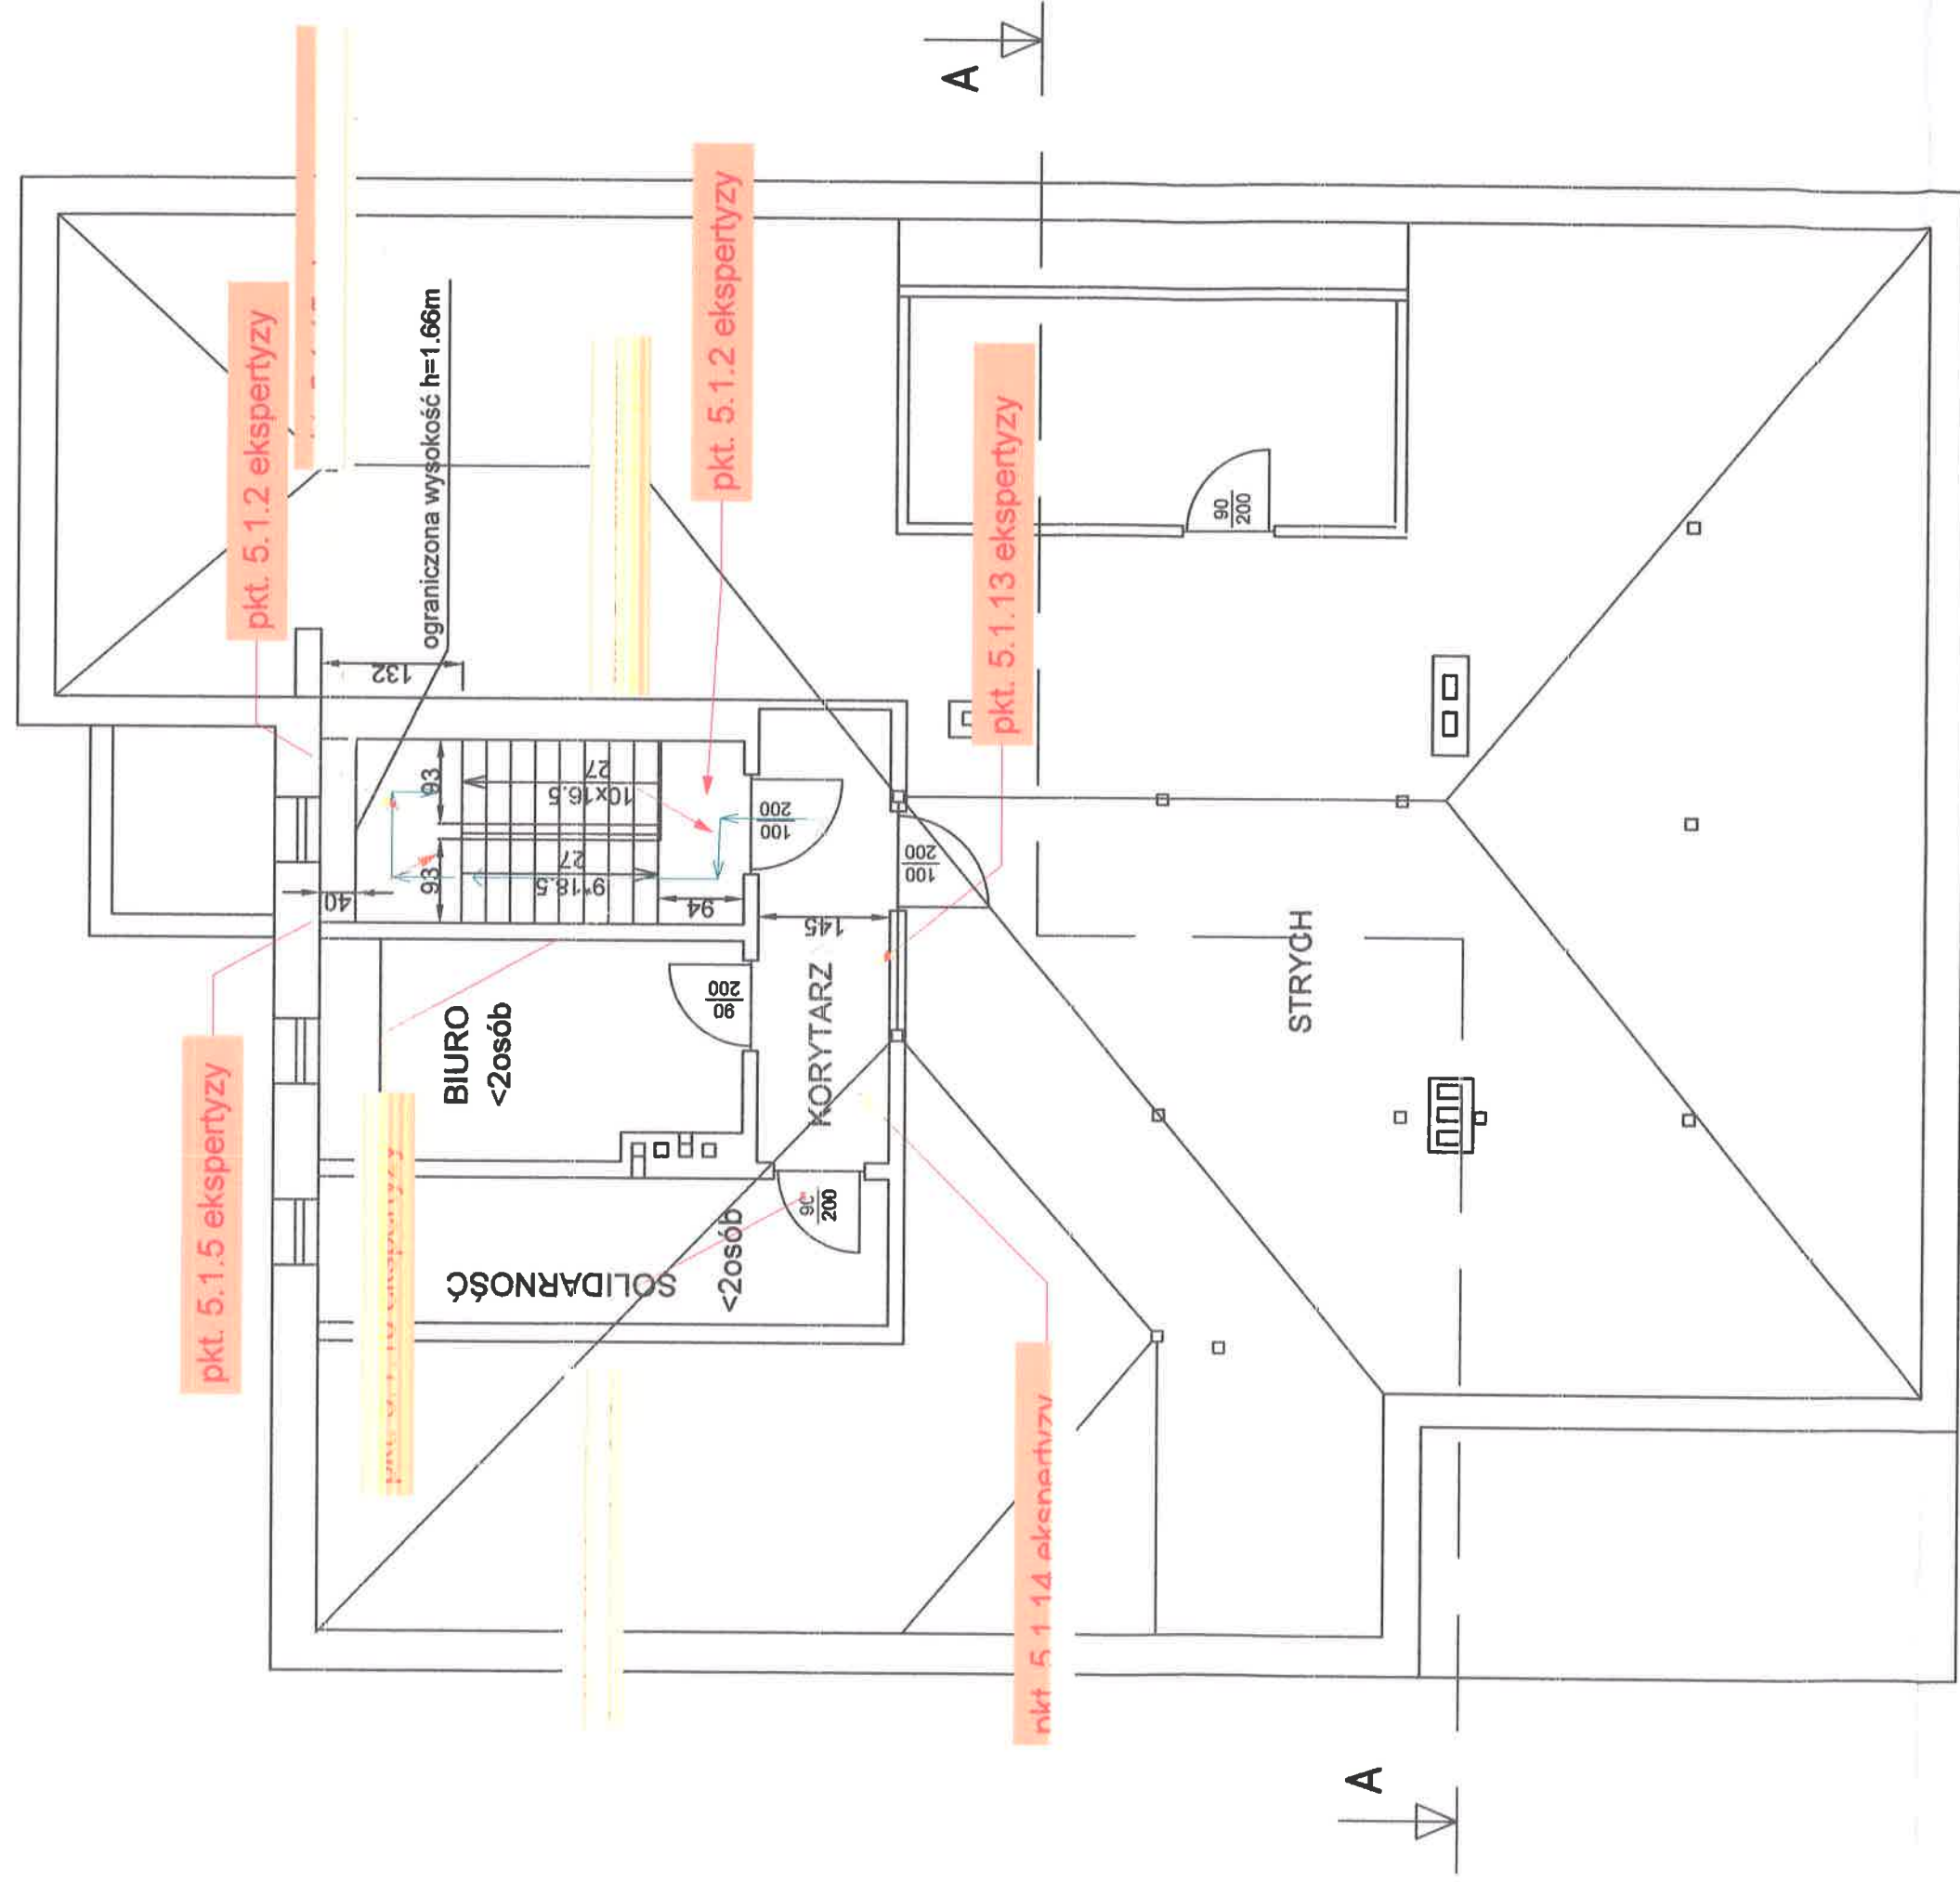 A
pkt. 5.1.2 ekspertyzy
ograniczona wysokość h=1.66m
pkt. 5.1.2 ekspertyzy
pkt. 5.1.13 ekspertyzy
90
200
132
93
93
27
10x16.5
27
9*18.5
40
94
100
200
100
200
145
pkt. 5.1.5 ekspertyzy
BIURO
<2osób
90
200
KORYTARZ
STRYCH
SOLIDARNOŚĆ
<2osób
90
200
pkt. 5.1.14 ekspertyzy
A